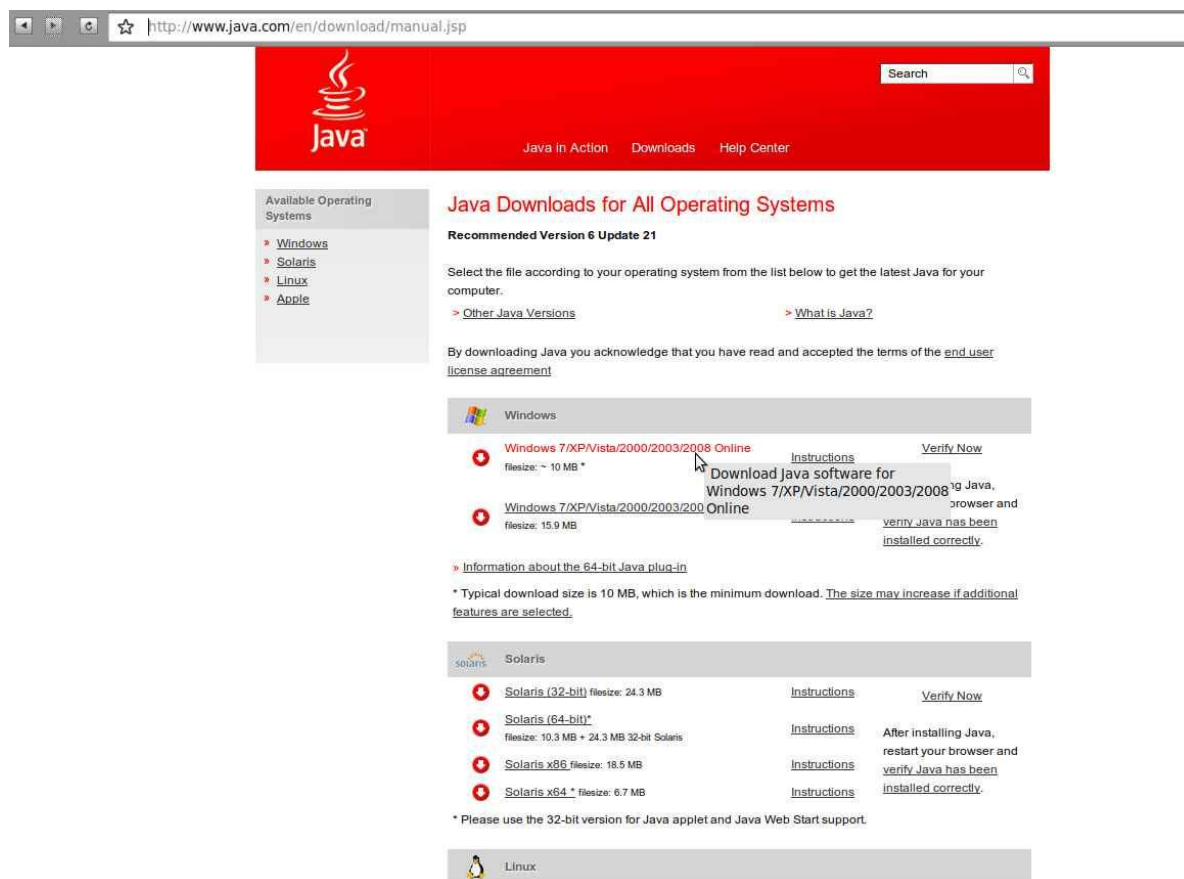 http://www.java.com/en/download/manual.jsp
Java
Search
Java in Action Downloads Help Center
Available Operating
Systems
» Windows
» Solaris
» Linux
» Apple
Java Downloads for All Operating Systems
Recommended Version 6 Update 21
Select the file according to your operating system from the list below to get the latest Java for your
computer.
> Other Java Versions > What is Java?
By downloading Java you acknowledge that you have read and accepted the terms of the end user
license agreement
Windows
Windows 7/XP/Vista/2000/2003/2008 Online
filesize: ~ 10 MB *
Instructions
Verify Now
Download Java software for
Windows 7/XP/Vista/2000/2003/2008
Online
Windows 7/XP/Vista/2000/2003/200
filesize: 15.9 MB
ng Java,
browser and
verify Java has been
installed correctly.
» Information about the 64-bit Java plug-in
* Typical download size is 10 MB, which is the minimum download. The size may increase if additional
features are selected.
solaris Solaris
Solaris (32-bit) filesize: 24.3 MB Instructions
Verify Now
Solaris (64-bit)*
filesize: 10.3 MB + 24.3 MB 32-bit Solaris
Instructions
Solaris x86 filesize: 18.5 MB Instructions
Solaris x64 * filesize: 6.7 MB Instructions
After installing Java,
restart your browser and
verify Java has been
installed correctly.
* Please use the 32-bit version for Java applet and Java Web Start support.
Linux